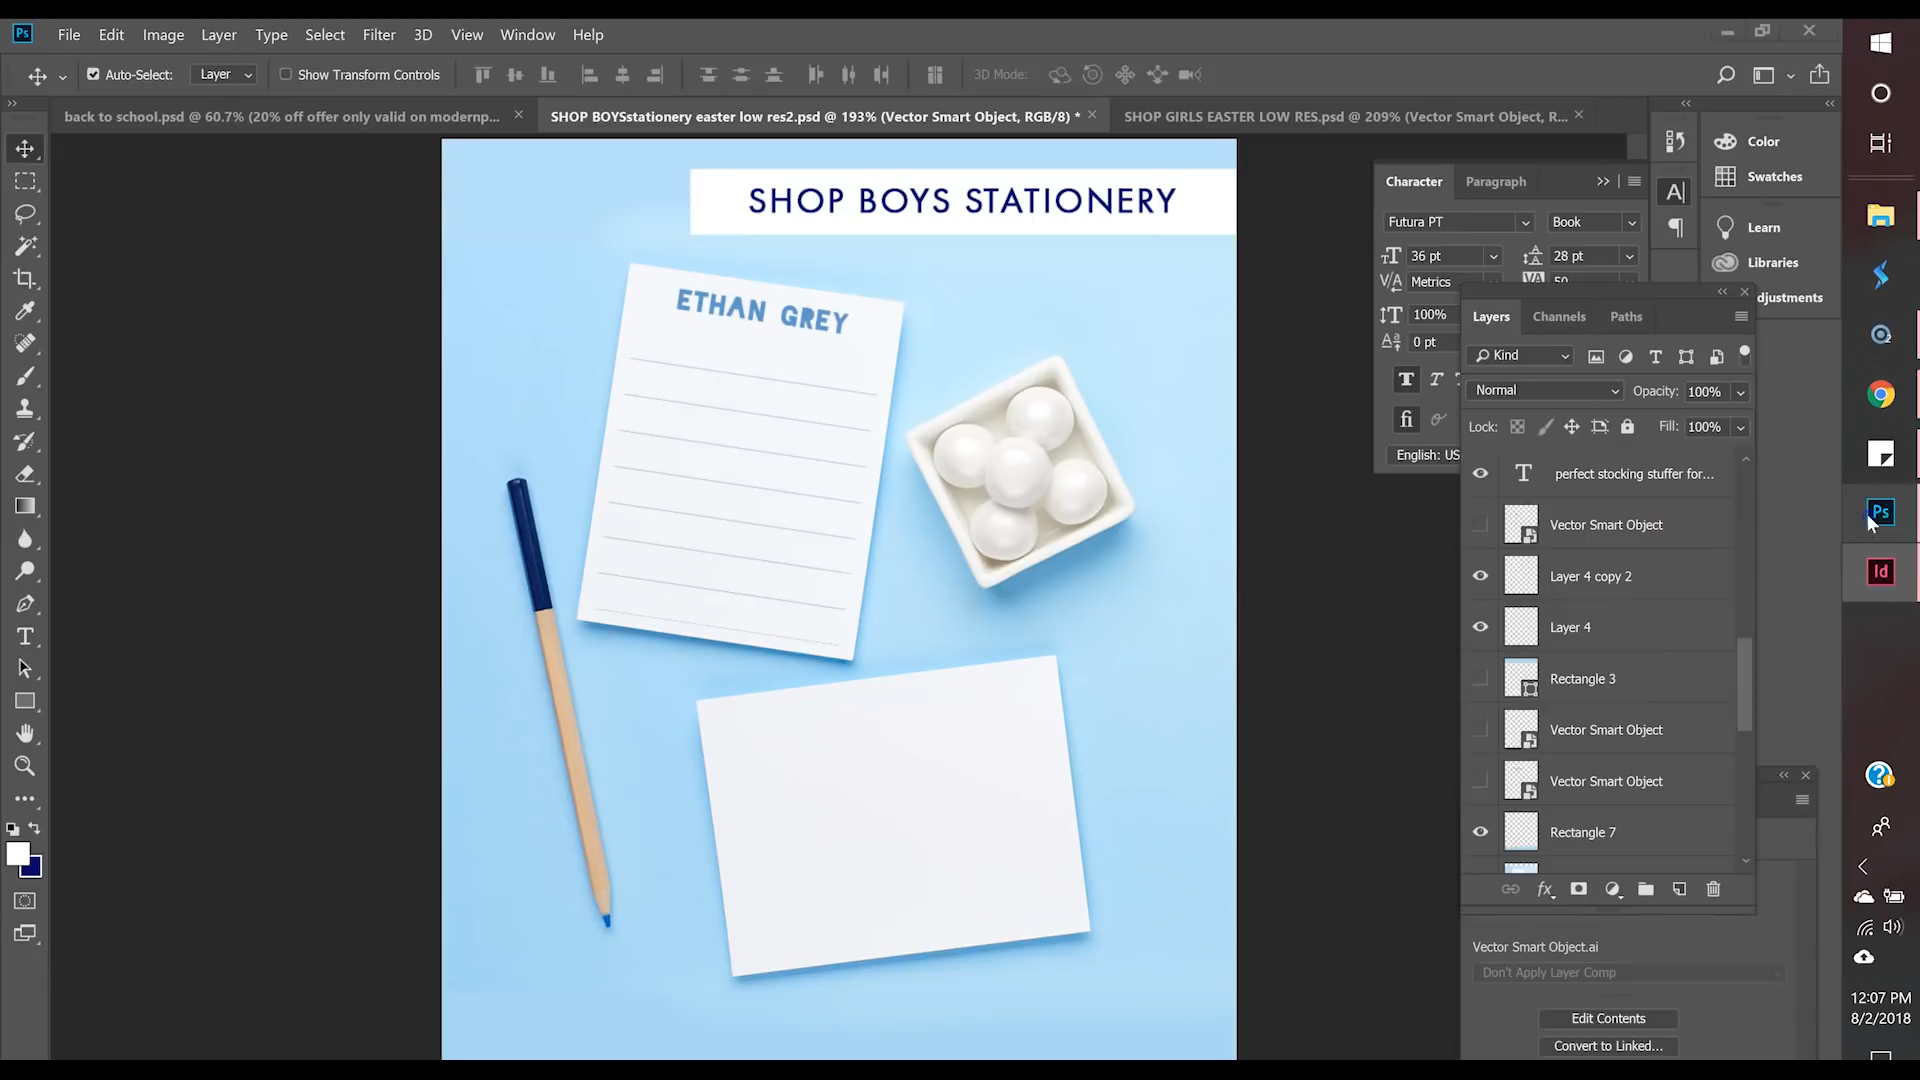 Ps File Edit Image Layer Type Select Filter 3D View Window Help
Auto-Select: Layer Show Transform Controls 3D Mode:
back to school.psd @ 60.7% (20% off offer only valid on modernp... SHOP BOYSstationery easter low res2.psd @ 193% (Vector Smart Object, RGB/8) * SHOP GIRLS EASTER LOW RES.psd @ 209% (Vector Smart Object, R...
SHOP BOYS STATIONERY
ETHAN GREY
Character Paragraph
Futura PT Book
36 pt 28 pt
Metrics 50
100%
0 pt
English: US
Color
Swatches
Learn
Libraries
djustments
Layers Channels Paths
Kind
Normal Opacity: 100%
Lock: Fill: 100%
perfect stocking stuffer for...
Vector Smart Object
Layer 4 copy 2
Layer 4
Rectangle 3
Vector Smart Object
Vector Smart Object
Rectangle 7
fx
Vector Smart Object.ai
Don't Apply Layer Comp
Edit Contents
Convert to Linked...
Ps
Id
12:07 PM
8/2/2018